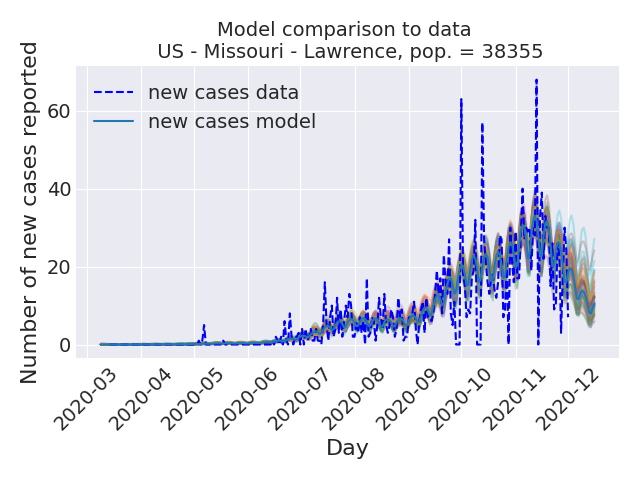 Model comparison to data
US - Missouri - Lawrence, pop. = 38355
Number of new cases reported
60
40
20
0
new cases data
new cases model
2020-03
2020-04
2020-05
2020-06
2020-07
2020-08
2020-09
2020-10
2020-11
2020-12
Day